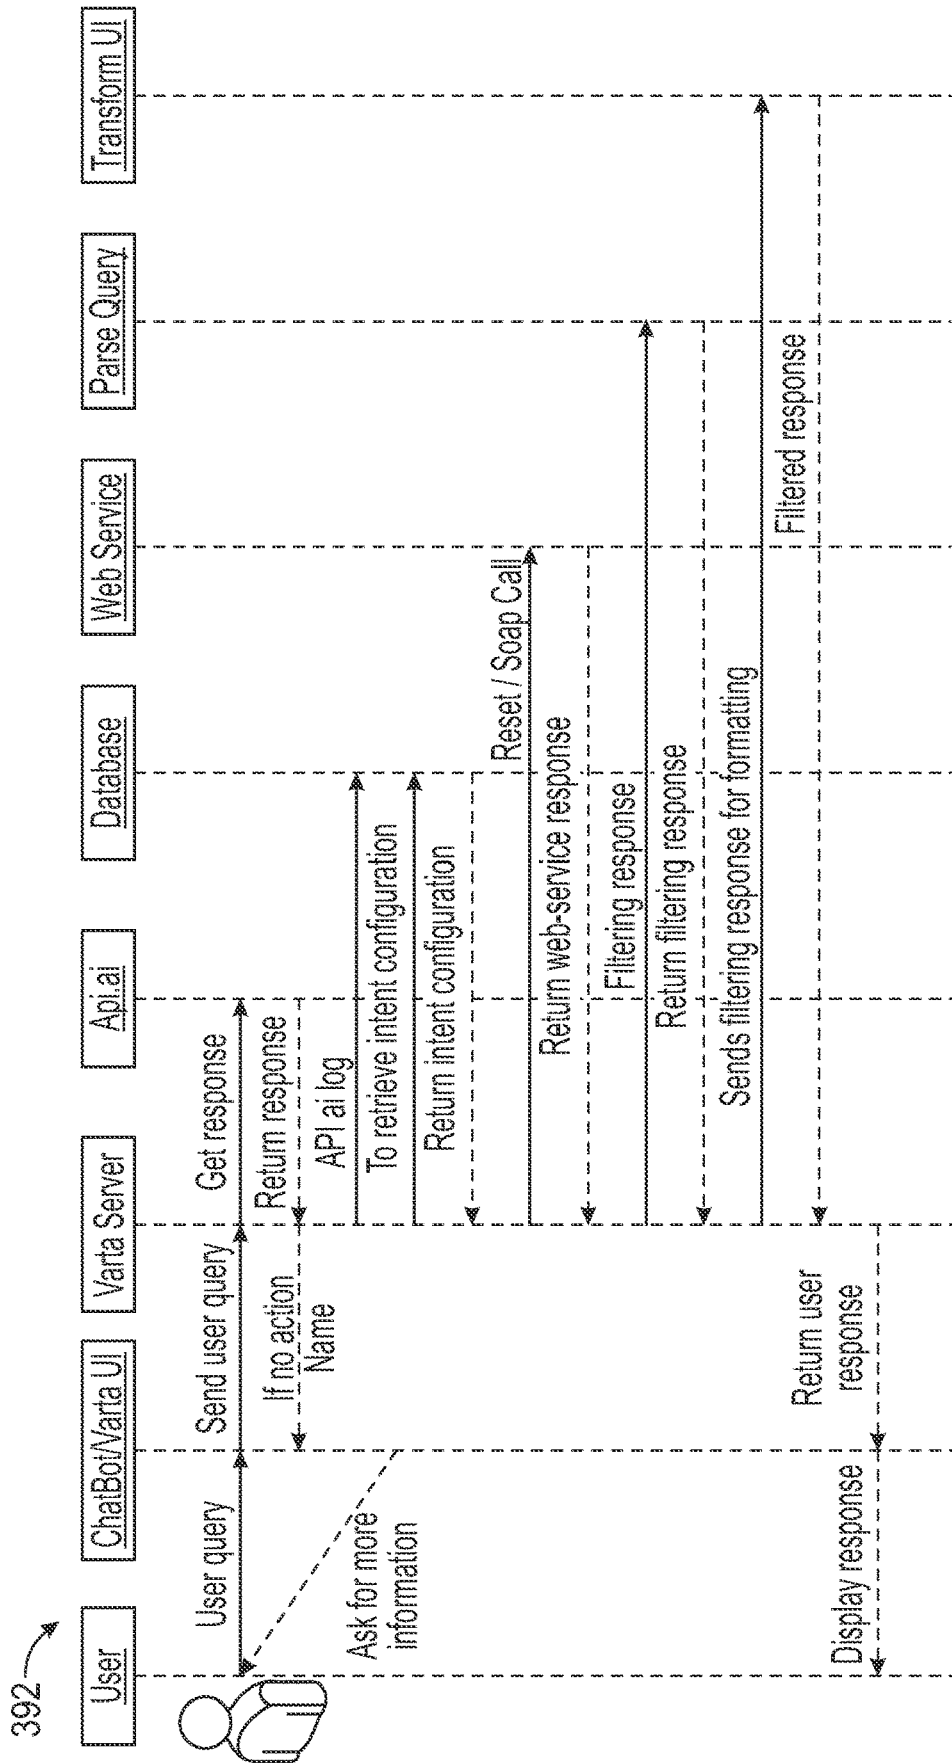 392
User
ChatBot/Varta UI
Varta Server
Api.ai
Database
Web Service
Parse Query
Transform UI
User query
Send user query
Get response
Return response
If no action
Name
Ask for more
information
API ai log
To retrieve intent configuration
Return intent configuration
Reset / Soap Call
Return web-service response
Filtering response
Return filtering response
Sends filtering response for formatting
Filtered response
Return user
response
Display response